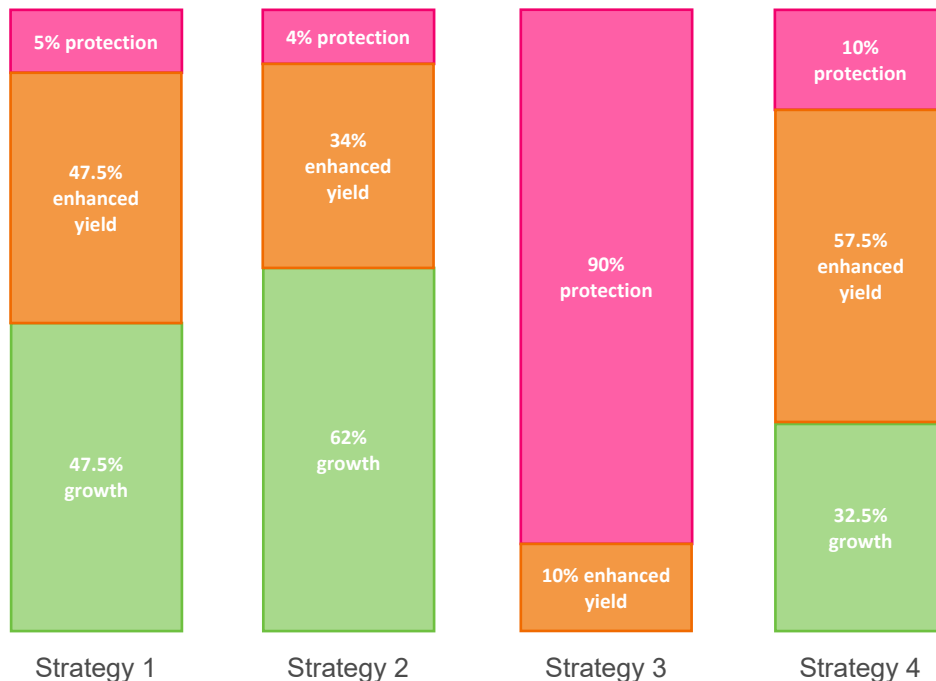 5% protection
47.5%
enhanced
yield
47.5%
growth
Strategy 1
4% protection
34%
enhanced
yield
62%
growth
Strategy 2
90%
protection
10% enhanced
yield
Strategy 3
10%
protection
57.5%
enhanced
yield
32.5%
growth
Strategy 4